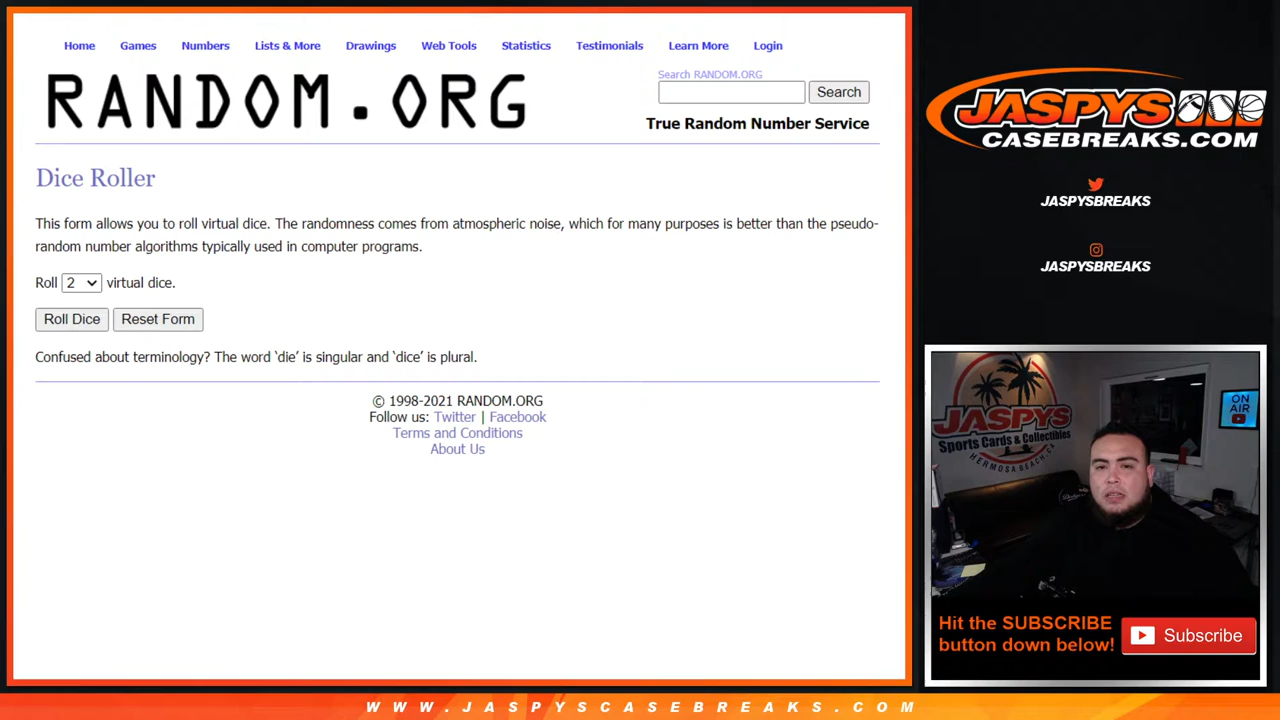 Home Games Numbers Lists & More Drawings Web Tools Statistics Testimonials Learn More Login
RANDOM.ORG
Search RANDOM.ORG
Search
True Random Number Service
Dice Roller
This form allows you to roll virtual dice. The randomness comes from atmospheric noise, which for many purposes is better than the pseudo-
random number algorithms typically used in computer programs.
Roll 2 virtual dice.
Roll Dice Reset Form
Confused about terminology? The word ‘die’ is singular and ‘dice’ is plural.
© 1998-2021 RANDOM.ORG
Follow us: Twitter | Facebook
Terms and Conditions
About Us
JASPYS
CASEBREAKS.COM
JASPYSBREAKS
JASPYSBREAKS
JASPYS
Sports Cards & Collectibles
HERMOSA BEACH, CA
ON
AIR
Dodgers
Hit the SUBSCRIBE
button down below!
Subscribe
WWW.JASPYSCASEBREAKS.COM